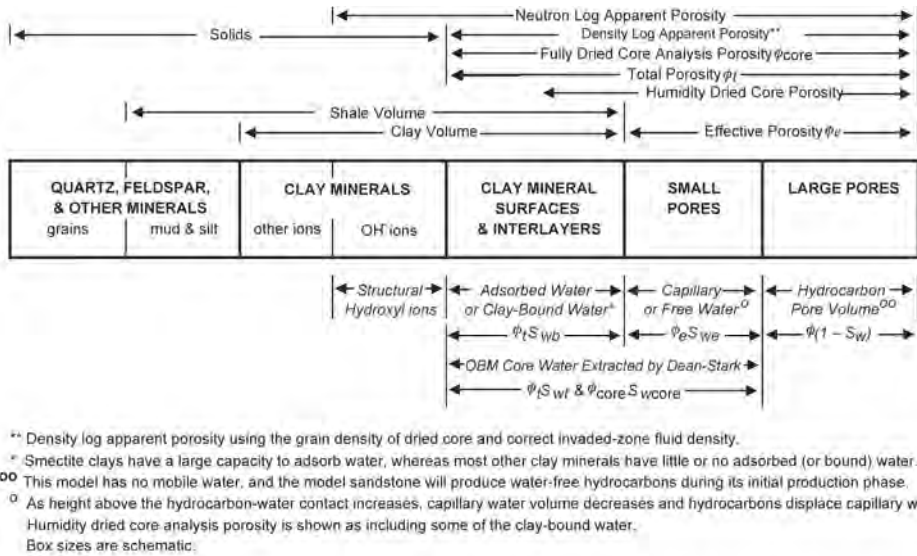 Neutron Log Apparent Porosity
Solids
Density Log Apparent Porosity**
Fully Dried Core Analysis Porosity φcore
Total Porosity φt
Humidity Dried Core Porosity
Shale Volume
Clay Volume
Effective Porosity φe
QUARTZ, FELDSPAR,
& OTHER MINERALS
grains
mud & silt
CLAY MINERALS
other ions
OH⁻ ions
CLAY MINERAL
SURFACES
& INTERLAYERS
SMALL
PORES
LARGE PORES
Structural
Hydroxyl ions
Adsorbed Water
or Clay-Bound Water*
φtSwb
Capillary
or Free Water°
φeSwe
Hydrocarbon
Pore Volume°°
φ(1 – Sw)
OBM Core Water Extracted by Dean-Stark
φtSwt & φcoreSwcore
** Density log apparent porosity using the grain density of dried core and correct invaded-zone fluid density.
* Smectite clays have a large capacity to adsorb water, whereas most other clay minerals have little or no adsorbed (or bound) water.
°° This model has no mobile water, and the model sandstone will produce water-free hydrocarbons during its initial production phase.
° As height above the hydrocarbon-water contact increases, capillary water volume decreases and hydrocarbons displace capillary w
Humidity dried core analysis porosity is shown as including some of the clay-bound water.
Box sizes are schematic.